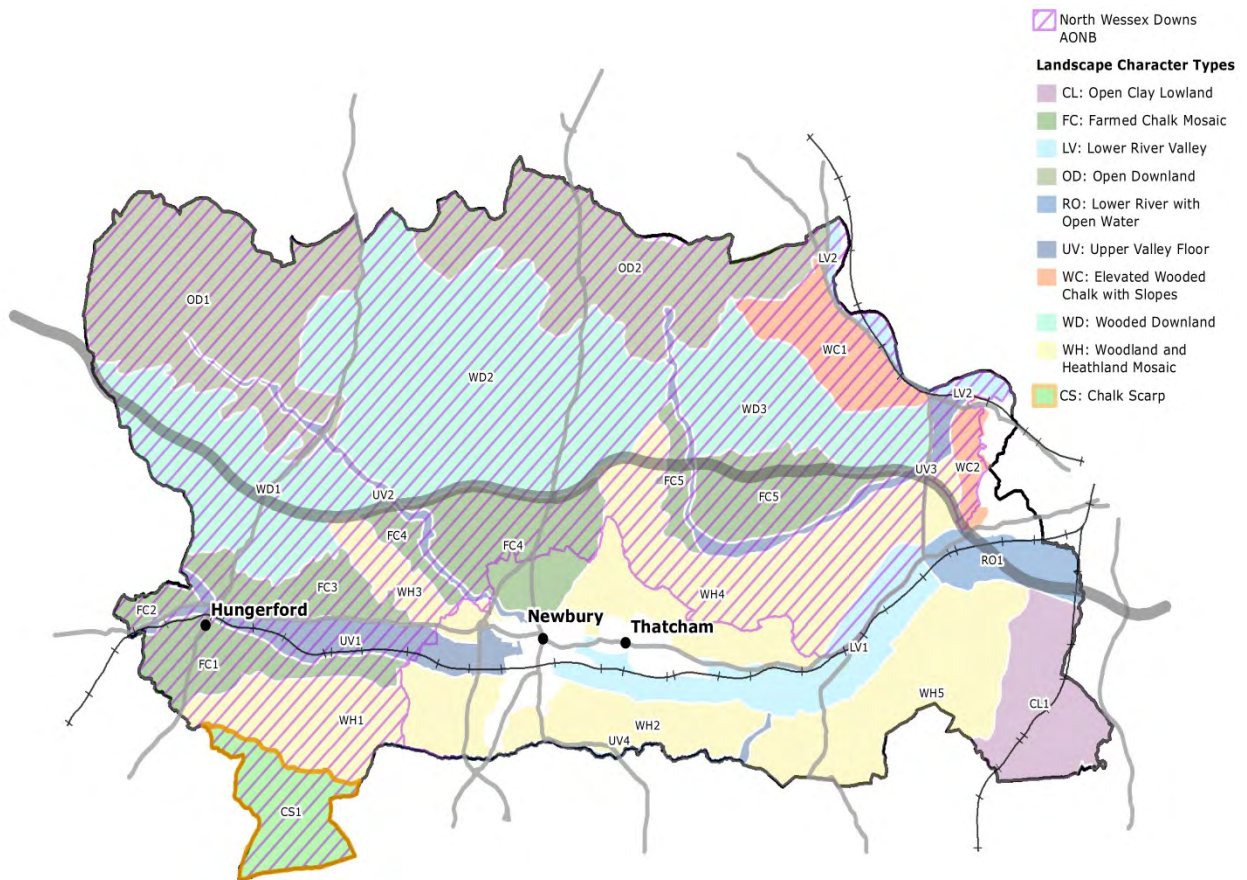 North Wessex Downs
AONB
Landscape Character Types
CL: Open Clay Lowland
FC: Farmed Chalk Mosaic
LV: Lower River Valley
OD: Open Downland
RO: Lower River with
Open Water
UV: Upper Valley Floor
WC: Elevated Wooded
Chalk with Slopes
WD: Wooded Downland
WH: Woodland and
Heathland Mosaic
CS: Chalk Scarp
LV2
OD2
OD1
WC1
WD2
LV2
WD3
WC2
UV3
FC5
FC5
WD1
UV2
FC4
FC4
RO1
FC3
WH3
WH4
FC2
Hungerford
Newbury
Thatcham
UV1
LV1
FC1
WH5
CL1
WH1
WH2
UV4
CS1